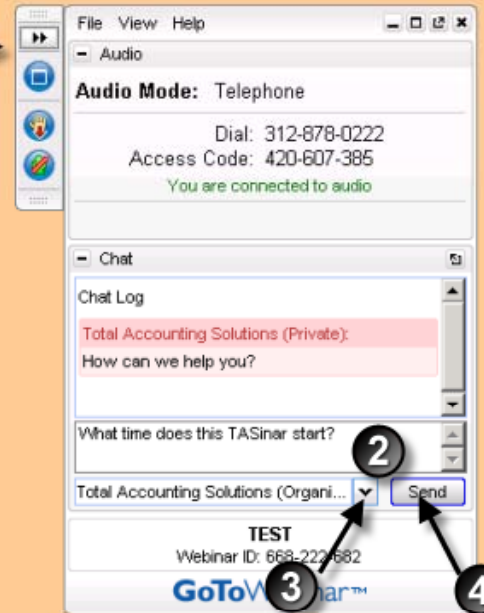 File View Help
Audio
Audio Mode: Telephone
Dial: 312-878-0222
Access Code: 420-607-385
You are connected to audio
Chat
Chat Log
Total Accounting Solutions (Private):
How can we help you?
What time does this TASinar start?
2
Total Accounting Solutions (Organi... Send
TEST
Webinar ID: 668-222-682
3
4
GoTo